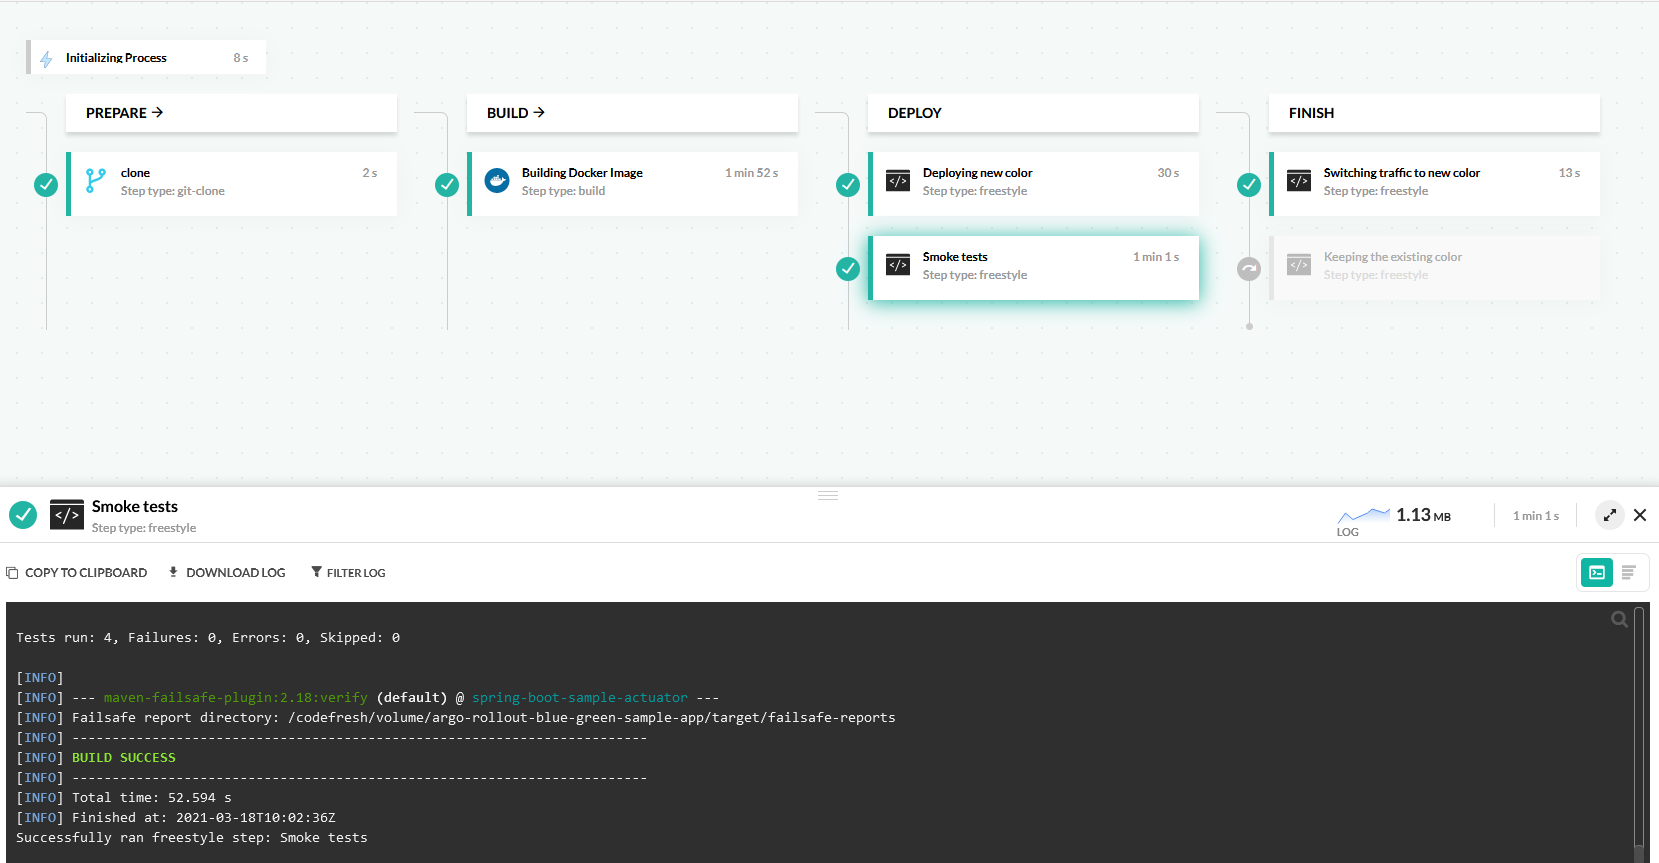 Initializing Process 8 s
PREPARE → BUILD → DEPLOY FINISH
clone 2 s
Step type: git-clone
Building Docker Image 1 min 52 s
Step type: build
Deploying new color 30 s
Step type: freestyle
Smoke tests 1 min 1 s
Step type: freestyle
Switching traffic to new color 13 s
Step type: freestyle
Keeping the existing color
Step type: freestyle
Smoke tests
Step type: freestyle
LOG
1.13 MB
1 min 1 s
COPY TO CLIPBOARD DOWNLOAD LOG FILTER LOG
Tests run: 4, Failures: 0, Errors: 0, Skipped: 0
[INFO]
[INFO] --- maven-failsafe-plugin:2.18:verify (default) @ spring-boot-sample-actuator ---
[INFO] Failsafe report directory: /codefresh/volume/argo-rollout-blue-green-sample-app/target/failsafe-reports
[INFO] ------------------------------------------------------------------------
[INFO] BUILD SUCCESS
[INFO] ------------------------------------------------------------------------
[INFO] Total time: 52.594 s
[INFO] Finished at: 2021-03-18T10:02:36Z
Successfully ran freestyle step: Smoke tests